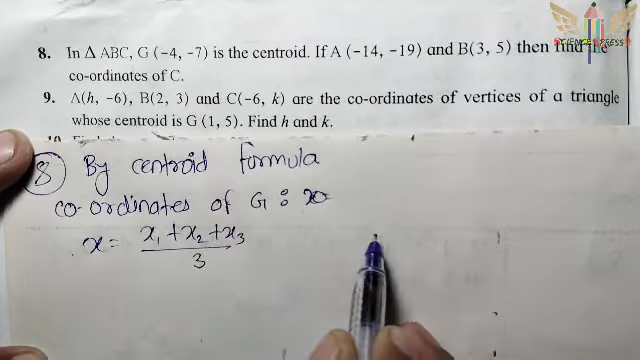 SCIENCE XPRESS
8. In Δ ABC, G (−4, −7) is the centroid. If A (−14, −19) and B(3, 5) then find the
co-ordinates of C.
9. A(h, −6), B(2, 3) and C(−6, k) are the co-ordinates of vertices of a triangle
whose centroid is G (1, 5). Find h and k.
8 By centroid formula
co-ordinates of G :
x = x₁ + x₂ + x₃ / 3